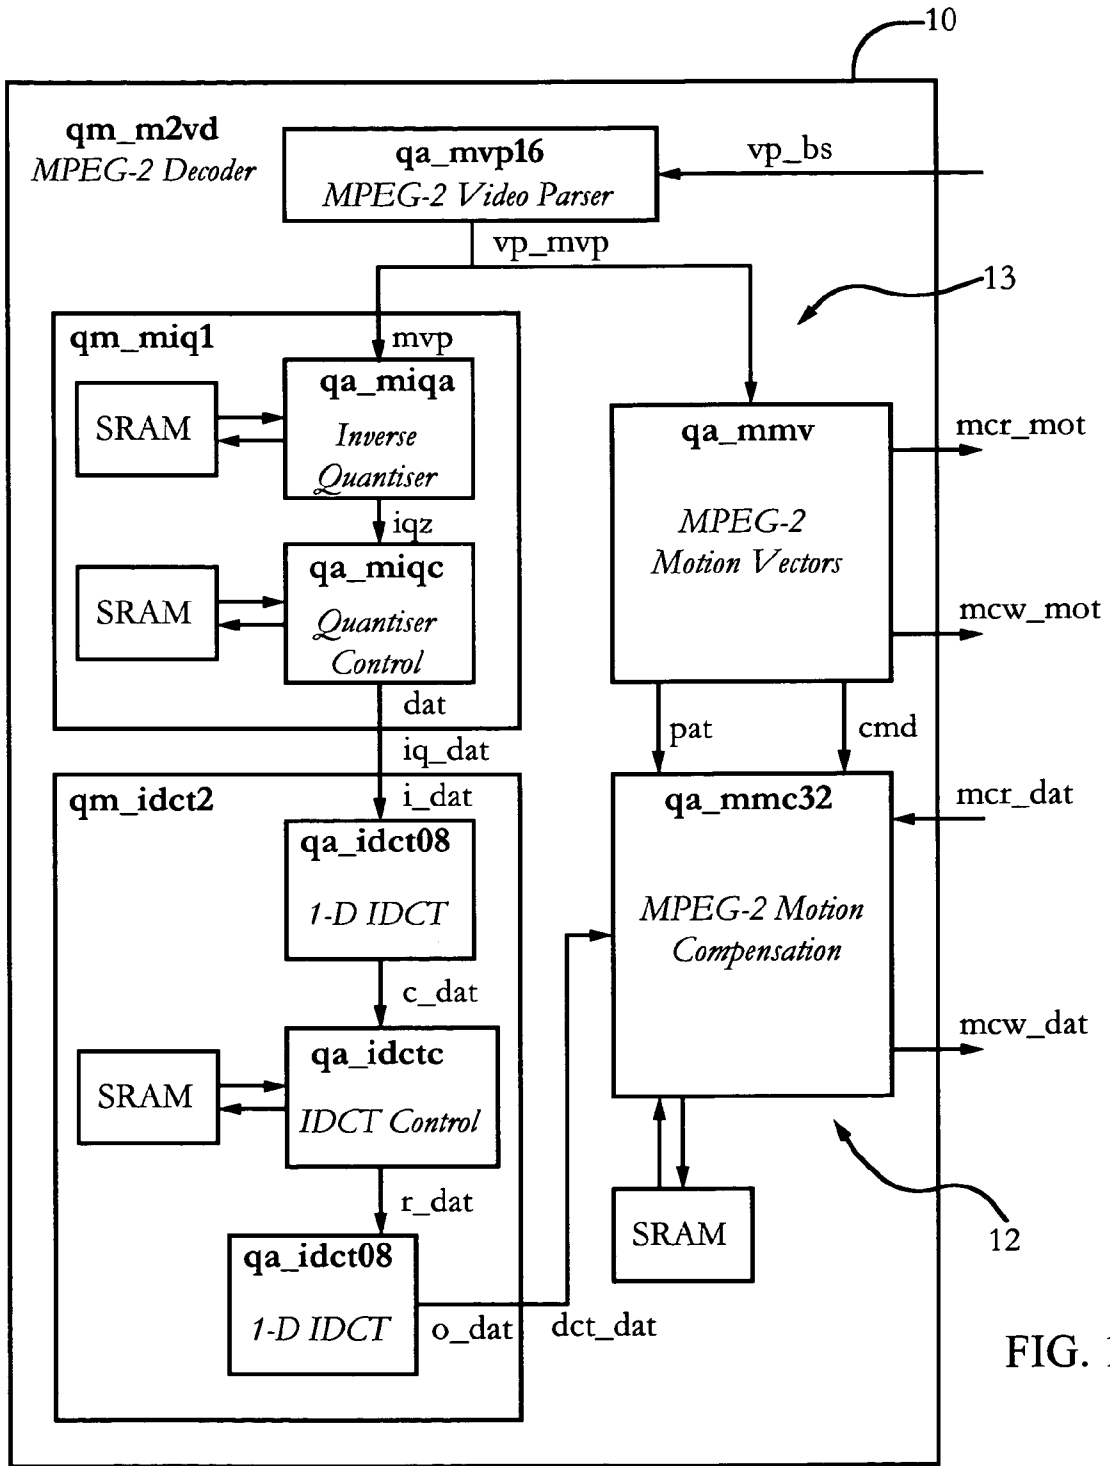 10
qm_m2vd
MPEG-2 Decoder
qa_mvp16
MPEG-2 Video Parser
vp_bs
vp_mvp
13
qm_miq1
mvp
qa_miqa
Inverse
Quantiser
SRAM
iqz
qa_miqc
Quantiser
Control
SRAM
dat
iq_dat
qa_mmv
MPEG-2
Motion Vectors
mcr_mot
mcw_mot
pat
cmd
qm_idct2
i_dat
qa_idct08
1-D IDCT
c_dat
qa_idctc
IDCT Control
SRAM
r_dat
qa_idct08
1-D IDCT
o_dat
dct_dat
qa_mmc32
MPEG-2 Motion
Compensation
mcr_dat
mcw_dat
SRAM
12
FIG.